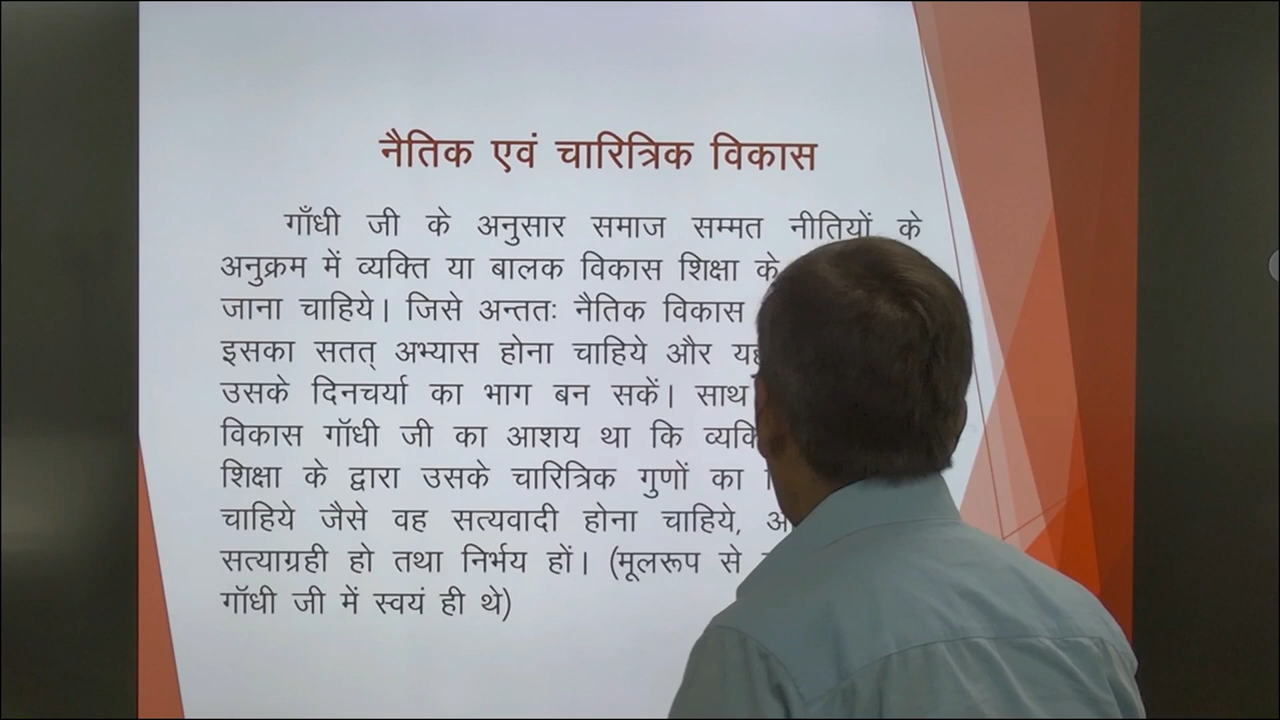 नैतिक एवं चारित्रिक विकास
गाँधी जी के अनुसार समाज सम्मत नीतियों के
अनुक्रम में व्यक्ति या बालक विकास शिक्षा के
जाना चाहिये। जिसे अन्ततः नैतिक विकास
इसका सतत् अभ्यास होना चाहिये और
उसके दिनचर्या का भाग बन सकें। साथ
विकास गॉधी जी का आशय था कि
शिक्षा के द्वारा उसके चारित्रिक गुणों का
चाहिये जैसे वह सत्यवादी होना चाहिये,
सत्याग्रही हो तथा निर्भय हों। (मूलरूप से
गॉधी जी में स्वयं ही थे)